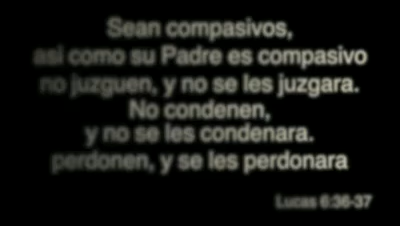 Sean compasivos,
asi como su Padre es compasivo
no juzguen, y no se les juzgara.
No condenen,
y no se les condenara.
perdonen, y se les perdonara
Lucas 6:36-37